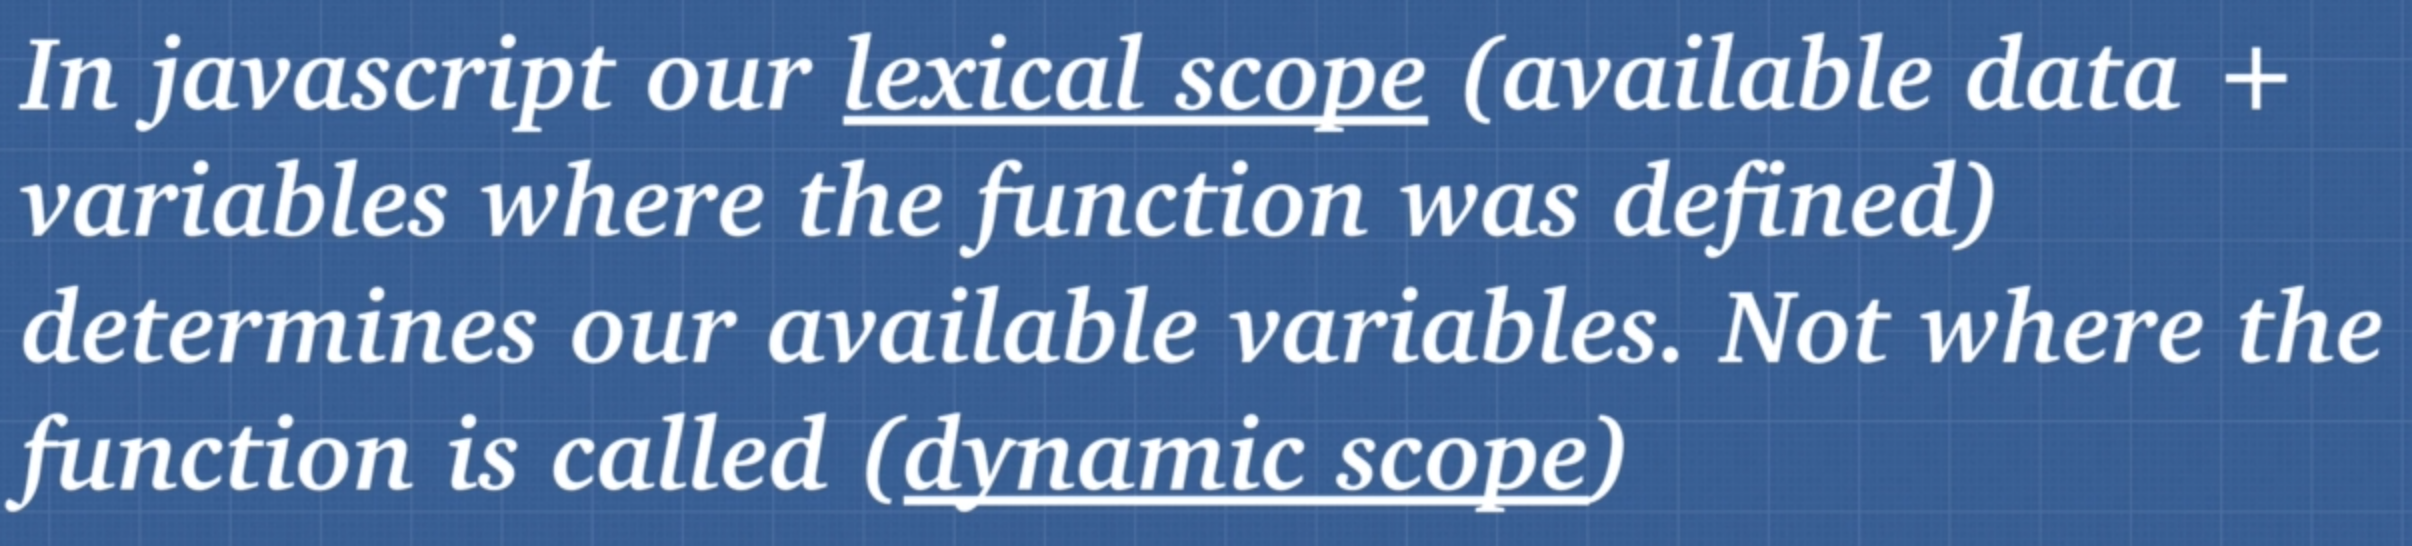 In javascript our lexical scope (available data +
variables where the function was defined)
determines our available variables. Not where the
function is called (dynamic scope)